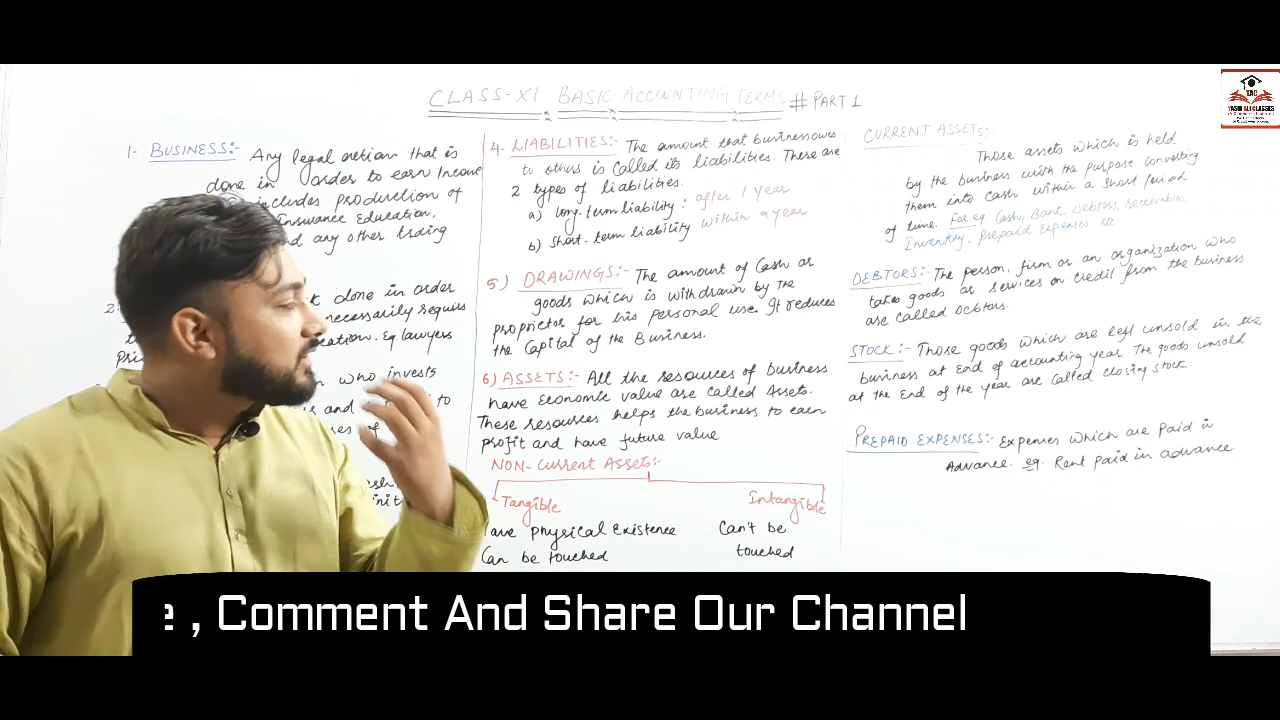 CLASS-XI BASIC ACCOUNTING TERMS # PART 1
1- BUSINESS:- Any legal action that is
done in order to earn Income
includes production of
Insurance Education,
and any other trading
2-
done in order
necessarily requires
Eg lawyers
who invests
and to
of
4- LIABILITIES:- The amount that business owes
to others is called its liabilities. There are
2 types of liabilities.
a) long-term liability : after 1 year
b) Short-term liability within a year
5) DRAWINGS:- The amount of Cash or
goods which is withdrawn by the
proprietor for his personal use. It reduces
the Capital of the Business.
6) ASSETS:- All the resources of business
have Economic value are called Assets.
These resources helps the business to earn
profit and have future value
NON-Current Assets:-
Tangible Intangible
ave physical Existence Can't be
Can be touched touched
CURRENT ASSETS:-
Those assets which is held
by the business with the purpose converting
them into Cash within a short period
of time. For eg. Cash, Bank, Debtors, receivables,
Inventory, Prepaid expenses etc
DEBTORS:- The person, firm or an organization who
takes goods or services on credit from the business
are called Debtors.
STOCK:- Those goods which are left unsold in the
business at End of accounting year. The goods unsold
at the End of the year are called closing stock.
PREPAID EXPENSES:- Expenses which are paid in
Advance. eg. Rent paid in advance.
TAC
YASIR ALI CLASSES
e , Comment And Share Our Channel